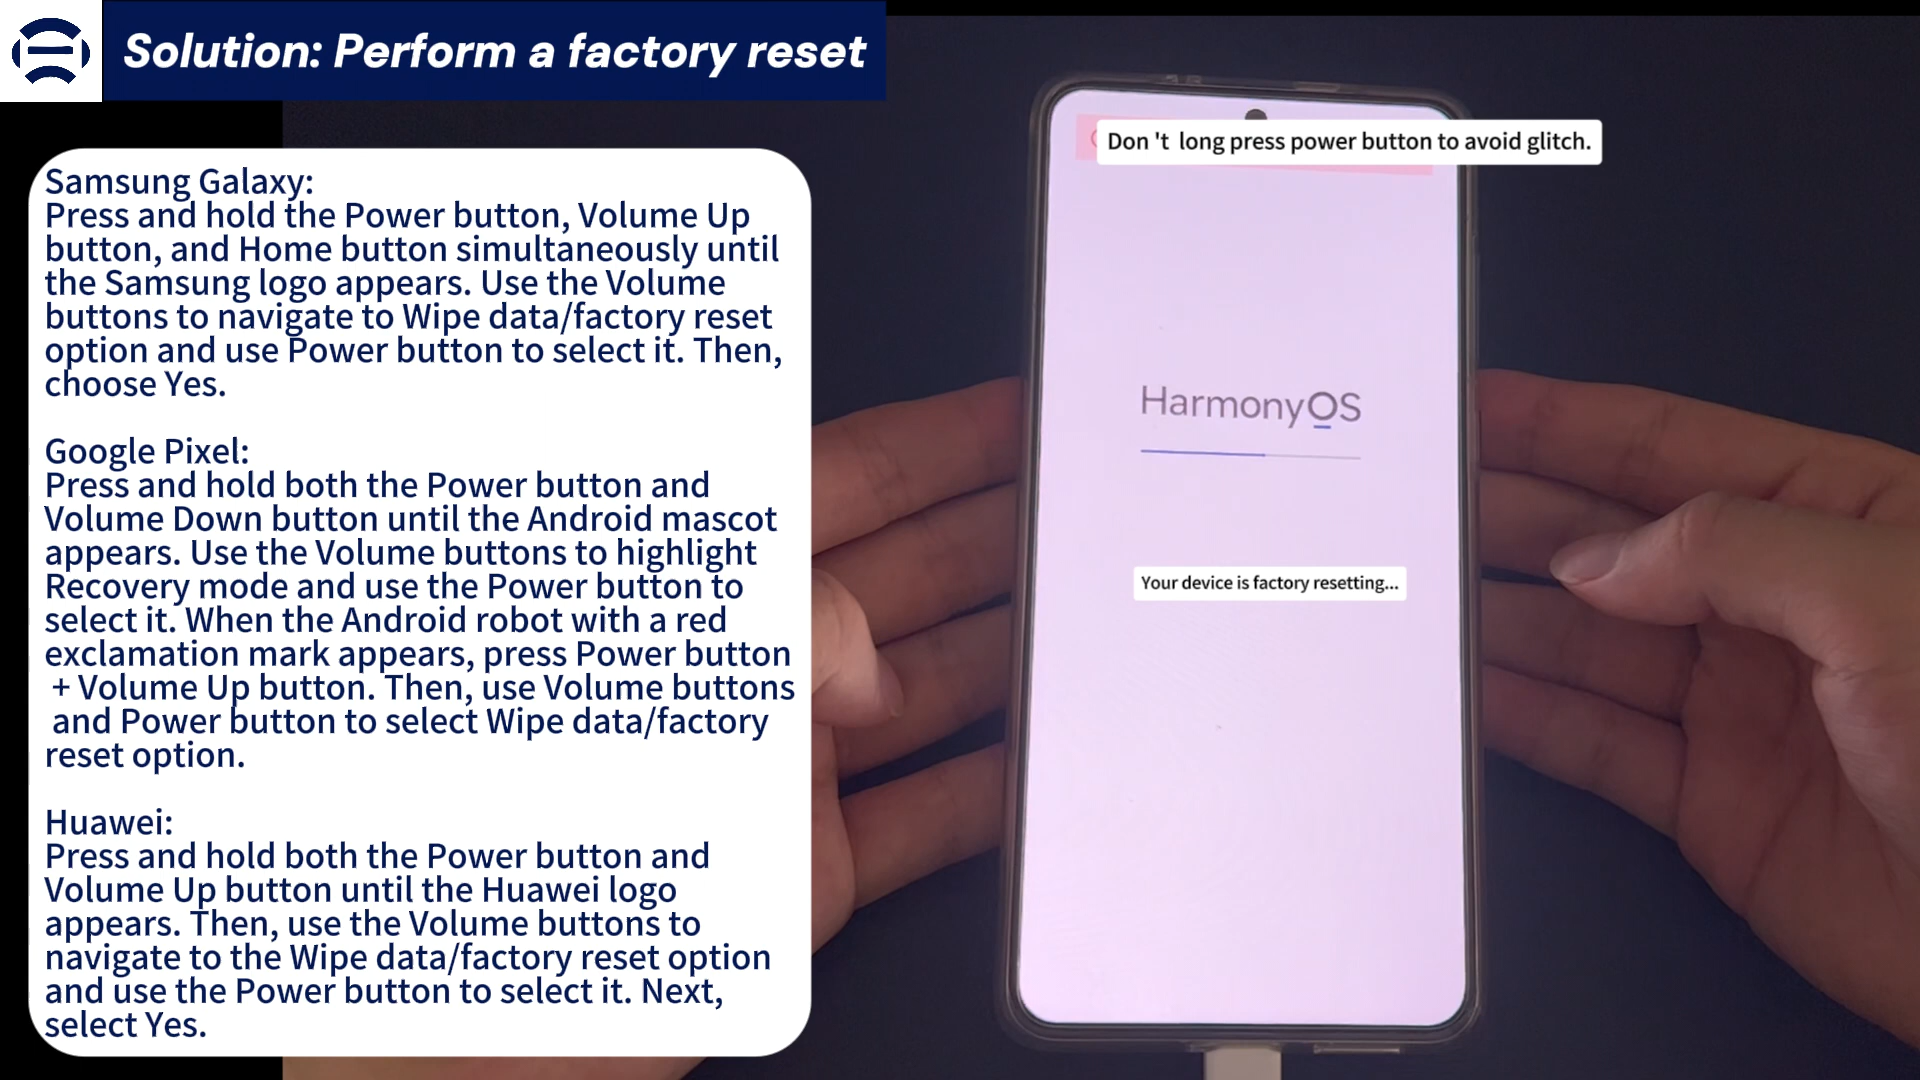 Solution: Perform a factory reset
Samsung Galaxy:
Press and hold the Power button, Volume Up
button, and Home button simultaneously until
the Samsung logo appears. Use the Volume
buttons to navigate to Wipe data/factory reset
option and use Power button to select it. Then,
choose Yes.
Google Pixel:
Press and hold both the Power button and
Volume Down button until the Android mascot
appears. Use the Volume buttons to highlight
Recovery mode and use the Power button to
select it. When the Android robot with a red
exclamation mark appears, press Power button
+ Volume Up button. Then, use Volume buttons
and Power button to select Wipe data/factory
reset option.
Huawei:
Press and hold both the Power button and
Volume Up button until the Huawei logo
appears. Then, use the Volume buttons to
navigate to the Wipe data/factory reset option
and use the Power button to select it. Next,
select Yes.
Don 't long press power button to avoid glitch.
HarmonyOS
Your device is factory resetting...